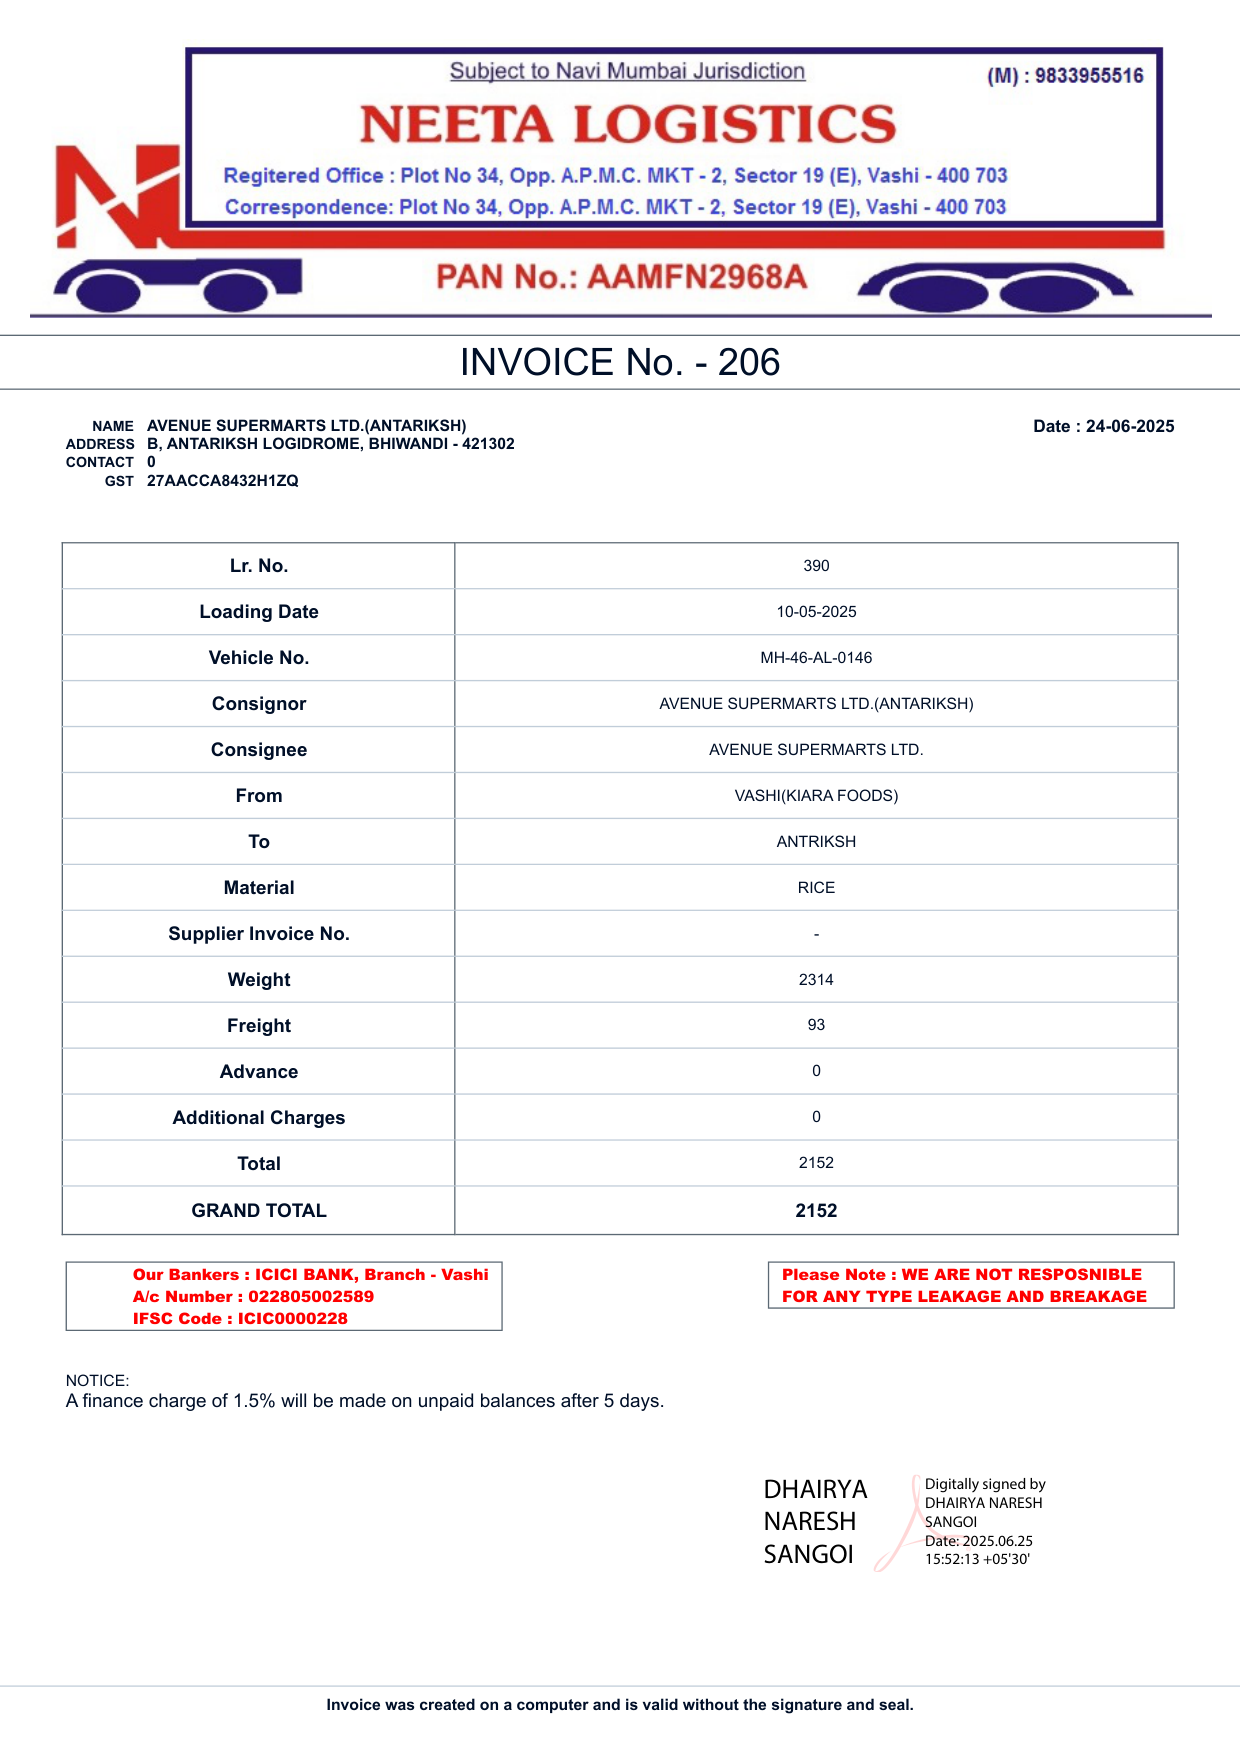 Subject to Navi Mumbai Jurisdiction
(M) : 9833955516
NEETA LOGISTICS
Regitered Office : Plot No 34, Opp. A.P.M.C. MKT - 2, Sector 19 (E), Vashi - 400 703
Correspondence: Plot No 34, Opp. A.P.M.C. MKT - 2, Sector 19 (E), Vashi - 400 703
PAN No.: AAMFN2968A
INVOICE No. - 206
NAME AVENUE SUPERMARTS LTD.(ANTARIKSH)
Date : 24-06-2025
ADDRESS B, ANTARIKSH LOGIDROME, BHIWANDI - 421302
CONTACT 0
GST 27AACCA8432H1ZQ
Lr. No. 390
Loading Date 10-05-2025
Vehicle No. MH-46-AL-0146
Consignor AVENUE SUPERMARTS LTD.(ANTARIKSH)
Consignee AVENUE SUPERMARTS LTD.
From VASHI(KIARA FOODS)
To ANTRIKSH
Material RICE
Supplier Invoice No. -
Weight 2314
Freight 93
Advance 0
Additional Charges 0
Total 2152
GRAND TOTAL 2152
Our Bankers : ICICI BANK, Branch - Vashi
A/c Number : 022805002589
IFSC Code : ICIC0000228
Please Note : WE ARE NOT RESPOSNIBLE
FOR ANY TYPE LEAKAGE AND BREAKAGE
NOTICE:
A finance charge of 1.5% will be made on unpaid balances after 5 days.
DHAIRYA
NARESH
SANGOI
Digitally signed by
DHAIRYA NARESH
SANGOI
Date: 2025.06.25
15:52:13 +05'30'
Invoice was created on a computer and is valid without the signature and seal.